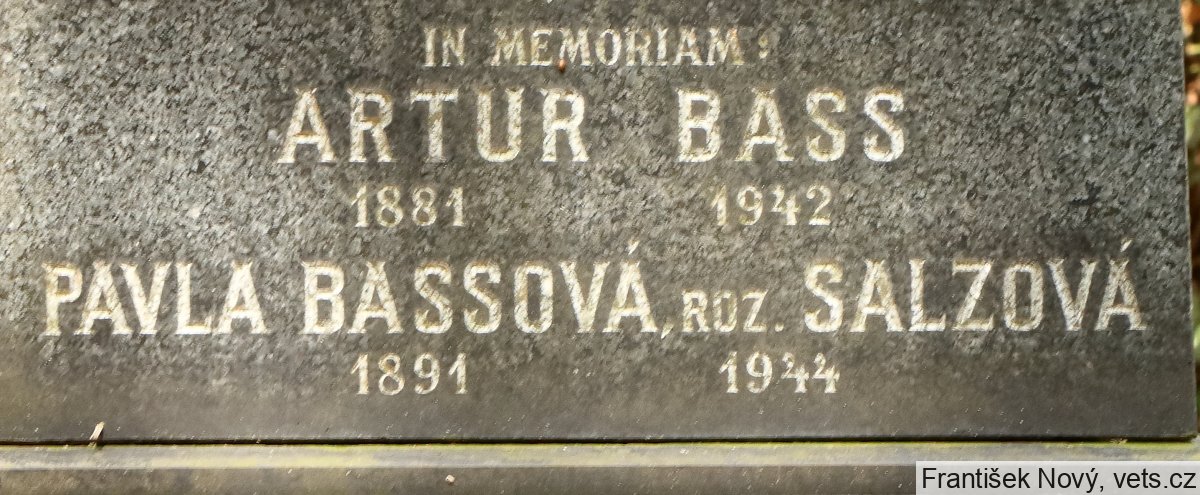 IN MEMORIAM:
ARTUR BASS
1881 1942
PAVLA BASSOVÁ, ROZ. SALZOVÁ
1891 1944
František Nový, vets.cz